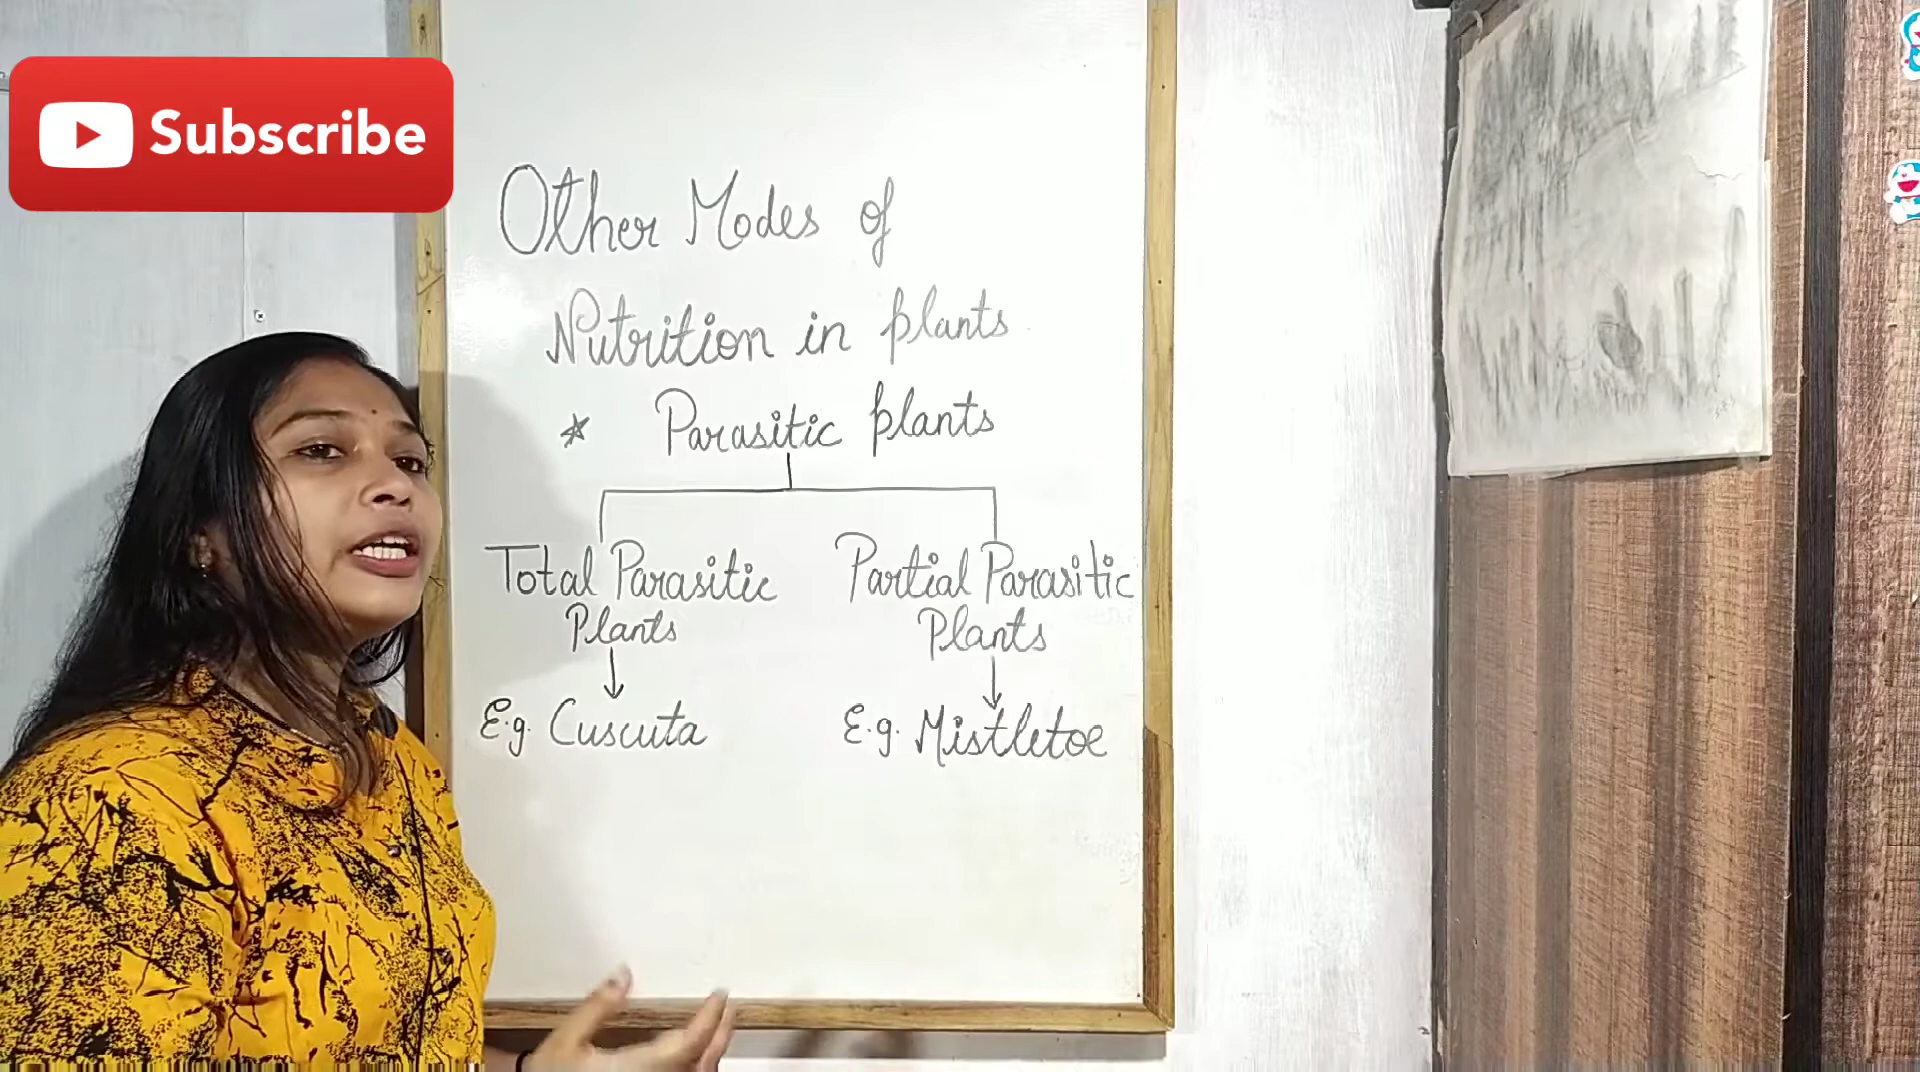 Subscribe
Other Modes of
Nutrition in plants
* Parasitic plants
Total Parasitic
Plants
E.g. Cuscuta
Partial Parasitic
Plants
E.g. Mistletoe